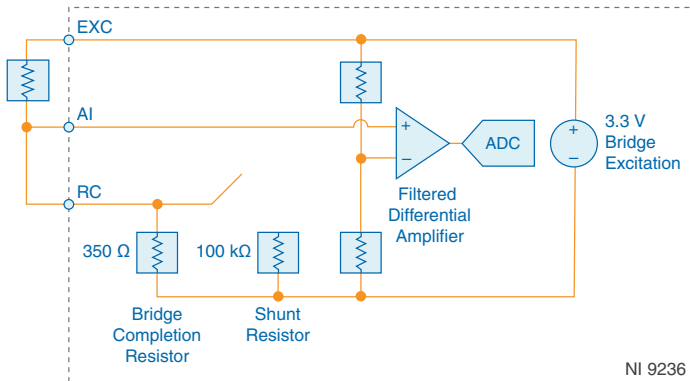 EXC
AI
RC
+
−
ADC
+
−
3.3 V
Bridge
Excitation
Filtered
Differential
Amplifier
350 Ω
100 kΩ
Bridge
Completion
Resistor
Shunt
Resistor
NI 9236